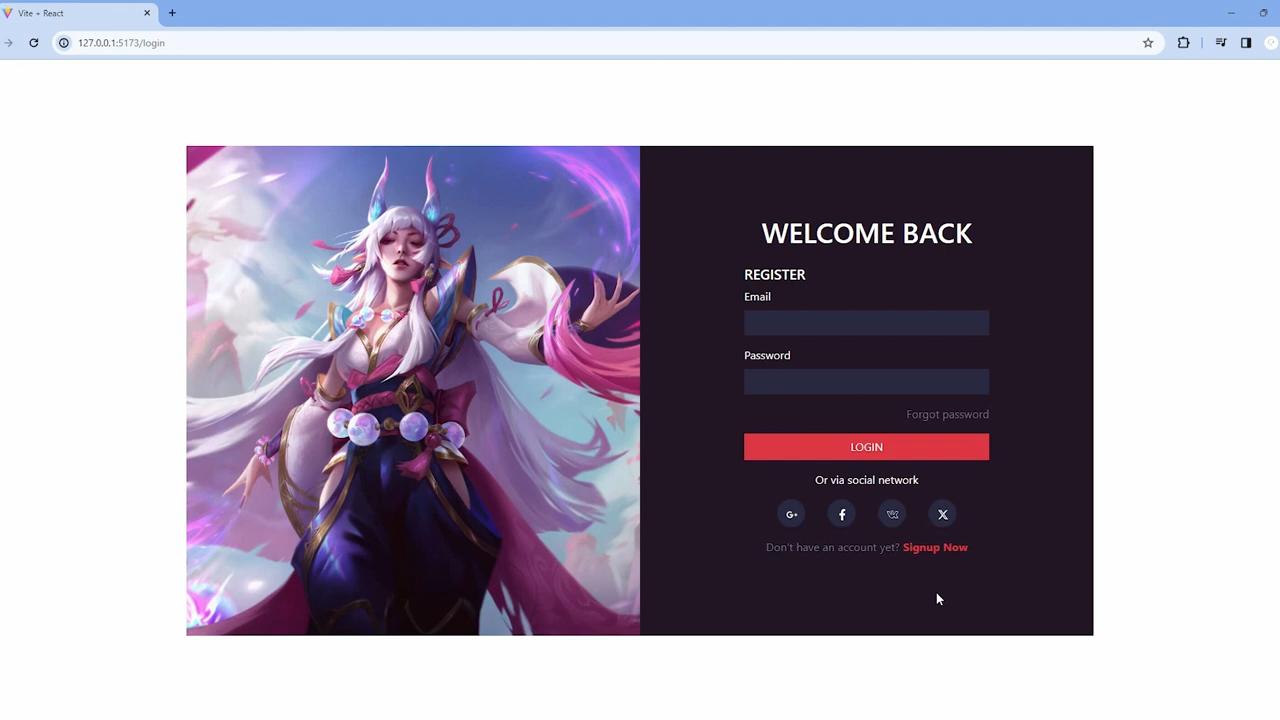 Vite + React
127.0.0.1:5173/login
WELCOME BACK
REGISTER
Email
Password
Forgot password
LOGIN
Or via social network
G+ f X
Don't have an account yet? Signup Now